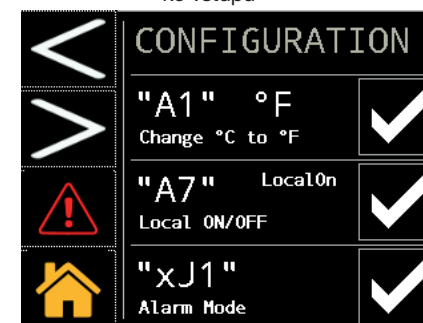 CONFIGURATION
"A1" °F
Change °C to °F
"A7" LocalOn
Local ON/OFF
"xJ1"
Alarm Mode